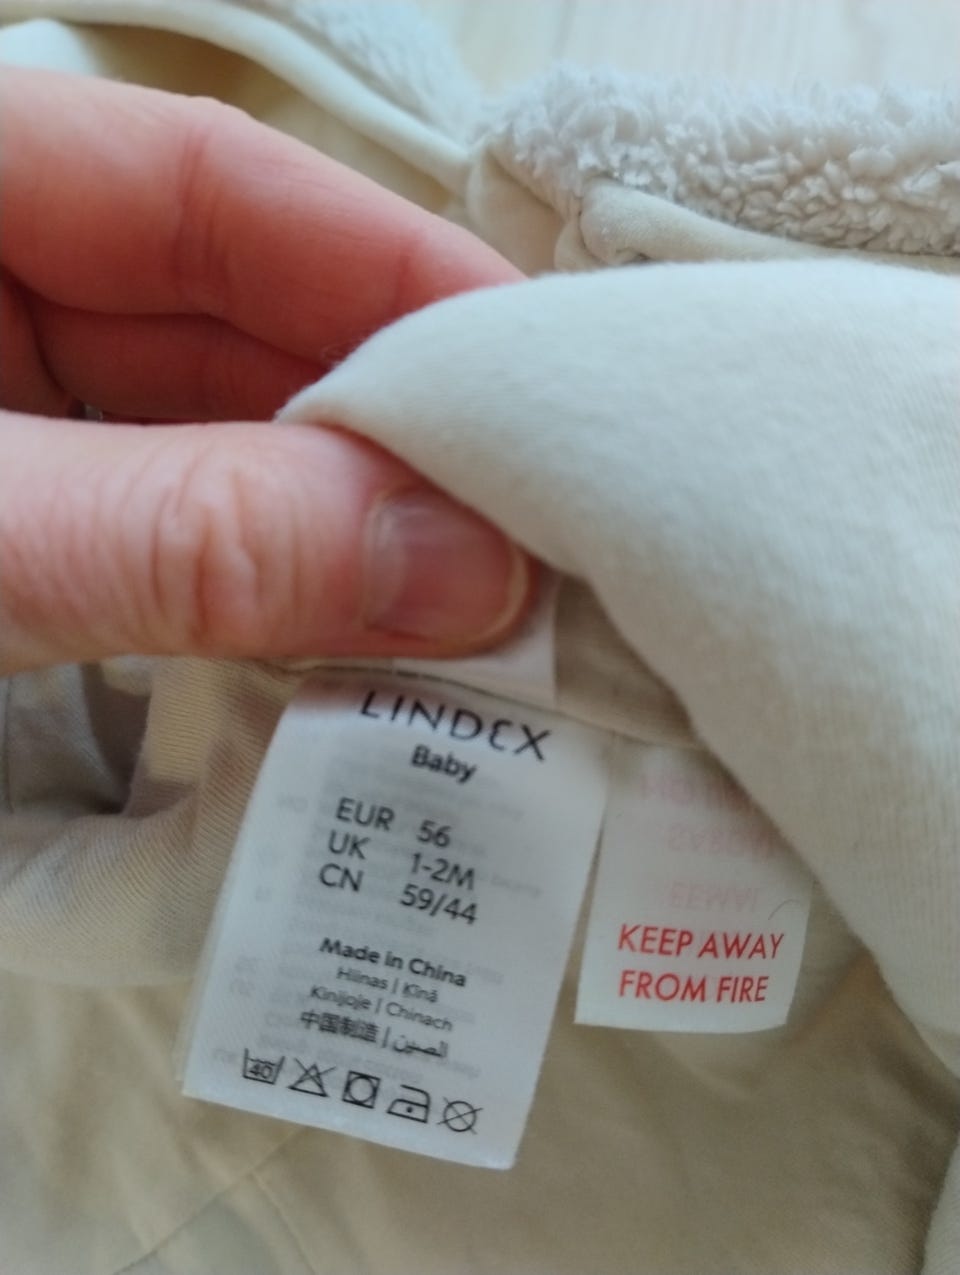 LINDEX
Baby
EUR 56
UK 1-2M
CN 59/44
Made in China
Hiinas | Ķīnā
Kinijoje | Chinach
中国制造 | الصين
40
KEEP AWAY
FROM FIRE